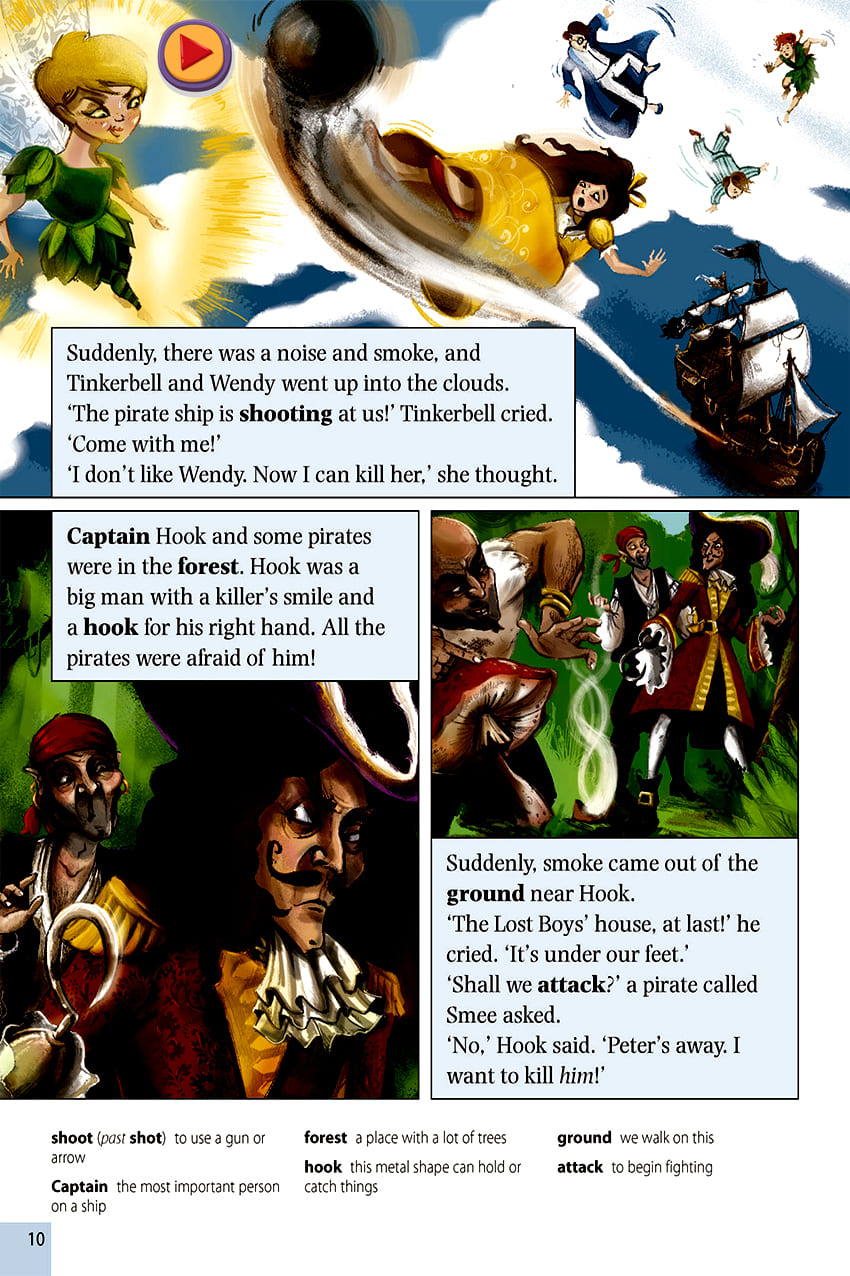 Suddenly, there was a noise and smoke, and
Tinkerbell and Wendy went up into the clouds.
‘The pirate ship is shooting at us!’ Tinkerbell cried.
‘Come with me!’
‘I don’t like Wendy. Now I can kill her,’ she thought.
Captain Hook and some pirates
were in the forest. Hook was a
big man with a killer’s smile and
a hook for his right hand. All the
pirates were afraid of him!
Suddenly, smoke came out of the
ground near Hook.
‘The Lost Boys’ house, at last!’ he
cried. ‘It’s under our feet.’
‘Shall we attack?’ a pirate called
Smee asked.
‘No,’ Hook said. ‘Peter’s away. I
want to kill him!’
shoot (past shot) to use a gun or
arrow
Captain the most important person
on a ship
forest a place with a lot of trees
hook this metal shape can hold or
catch things
ground we walk on this
attack to begin fighting
10